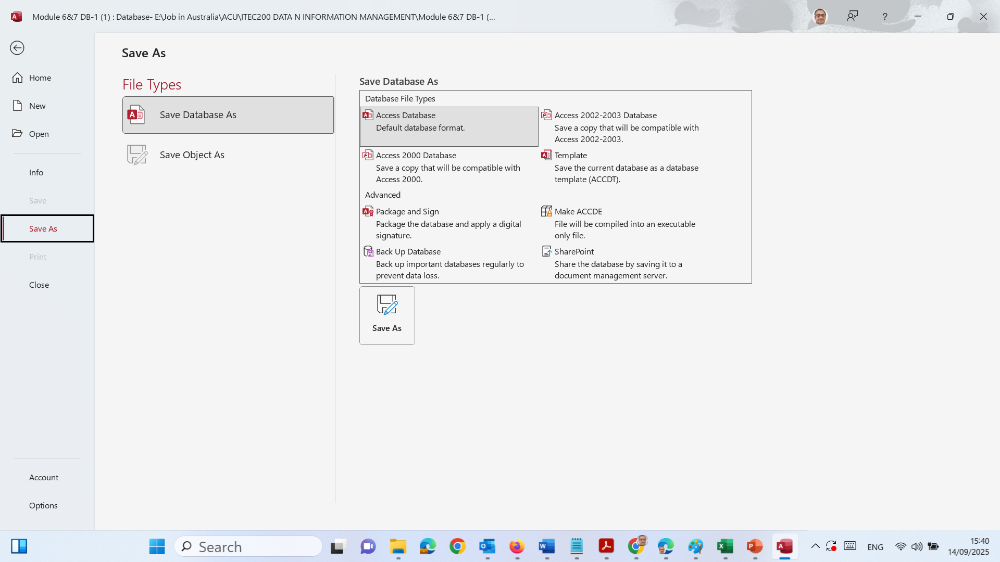 Module 6&7 DB-1 (1) : Database- E:\Job in Australia\ACU\ITEC200 DATA N INFORMATION MANAGEMENT\Module 6&7 DB-1 (...
?
Home
New
Open
Info
Save
Save As
Print
Close
Account
Options
Save As
File Types
Save Database As
Save Object As
Save Database As
Database File Types
Access Database
Default database format.
Access 2002-2003 Database
Save a copy that will be compatible with
Access 2002-2003.
Access 2000 Database
Save a copy that will be compatible with
Access 2000.
Template
Save the current database as a database
template (ACCDT).
Advanced
Package and Sign
Package the database and apply a digital
signature.
Make ACCDE
File will be compiled into an executable
only file.
Back Up Database
Back up important databases regularly to
prevent data loss.
SharePoint
Share the database by saving it to a
document management server.
Save As
Search
ENG
15:40
14/09/2025